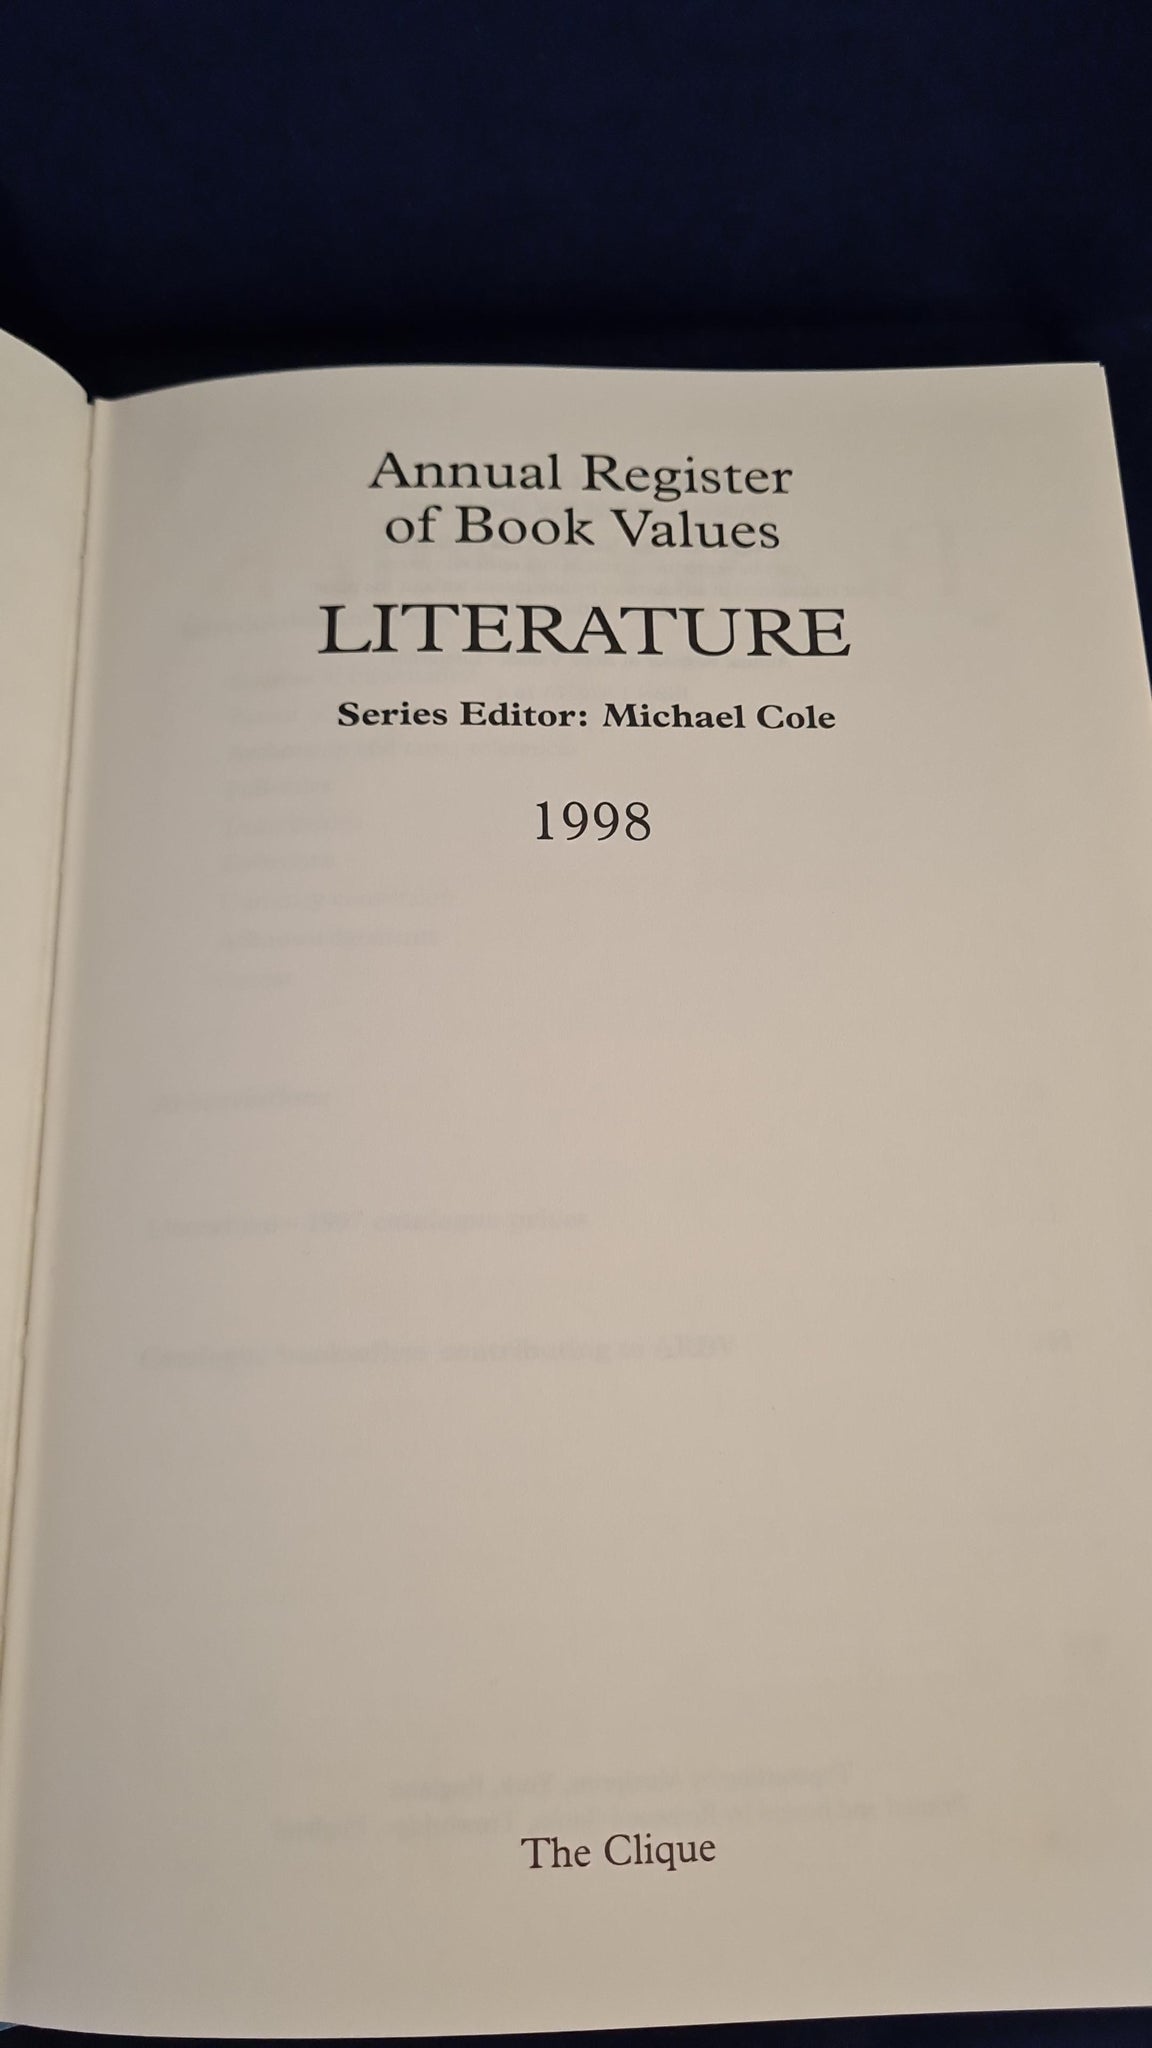 Annual Register
of Book Values
LITERATURE
Series Editor: Michael Cole
1998
The Clique